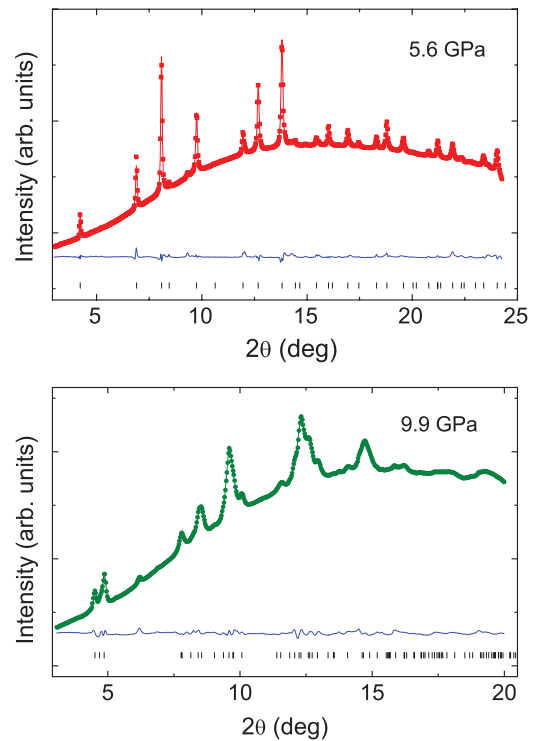 5.6 GPa
Intensity (arb. units)
5 10 15 20 25
2θ (deg)
9.9 GPa
Intensity (arb. units)
5 10 15 20
2θ (deg)